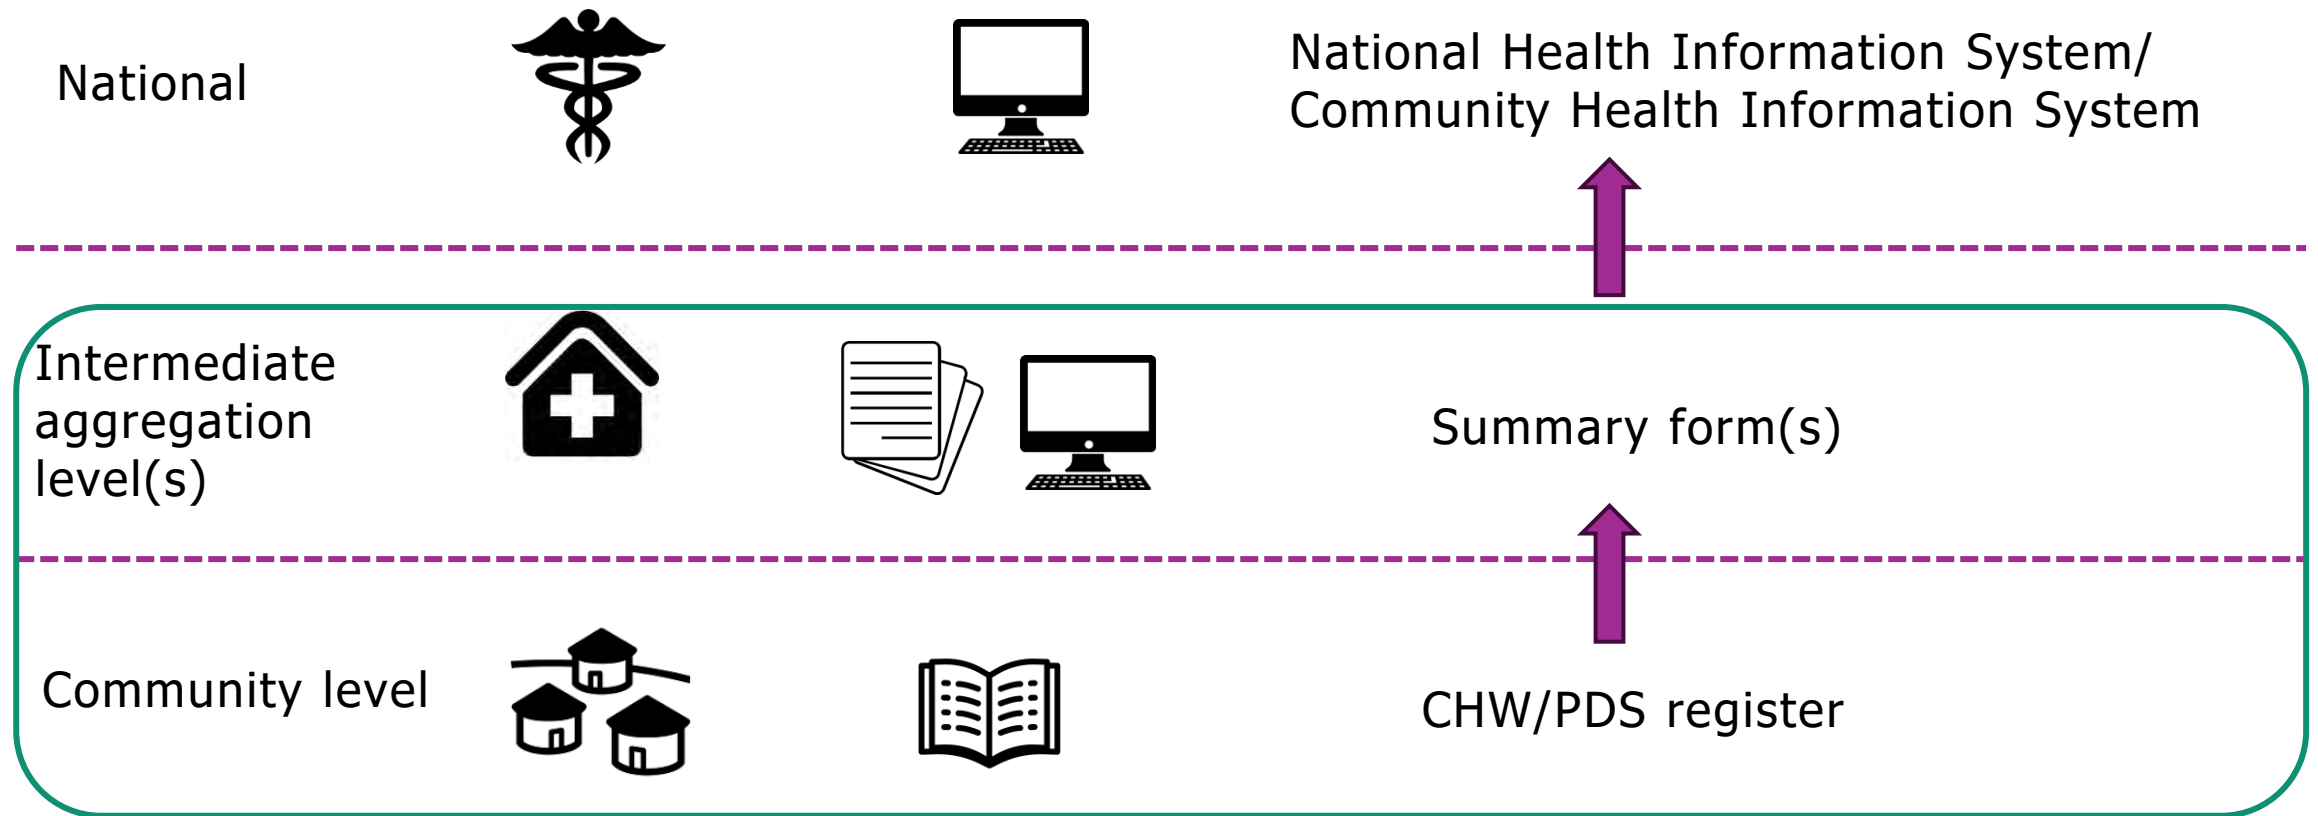 National
National Health Information System/
Community Health Information System
Intermediate
aggregation
level(s)
Summary form(s)
Community level
CHW/PDS register